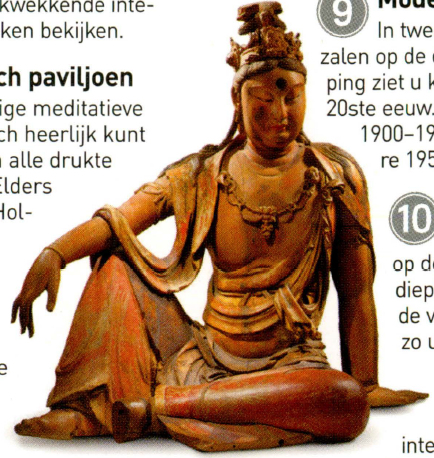 kwekkende inte-
ken bekijken.
ch paviljoen
ige meditatieve
ch heerlijk kunt
alle drukte
Elders
Hol-
e
9
In twe
zalen op de
ping ziet u k
20ste eeuw.
1900–19
re 195
10
op de
diep
de v
zo u
inte